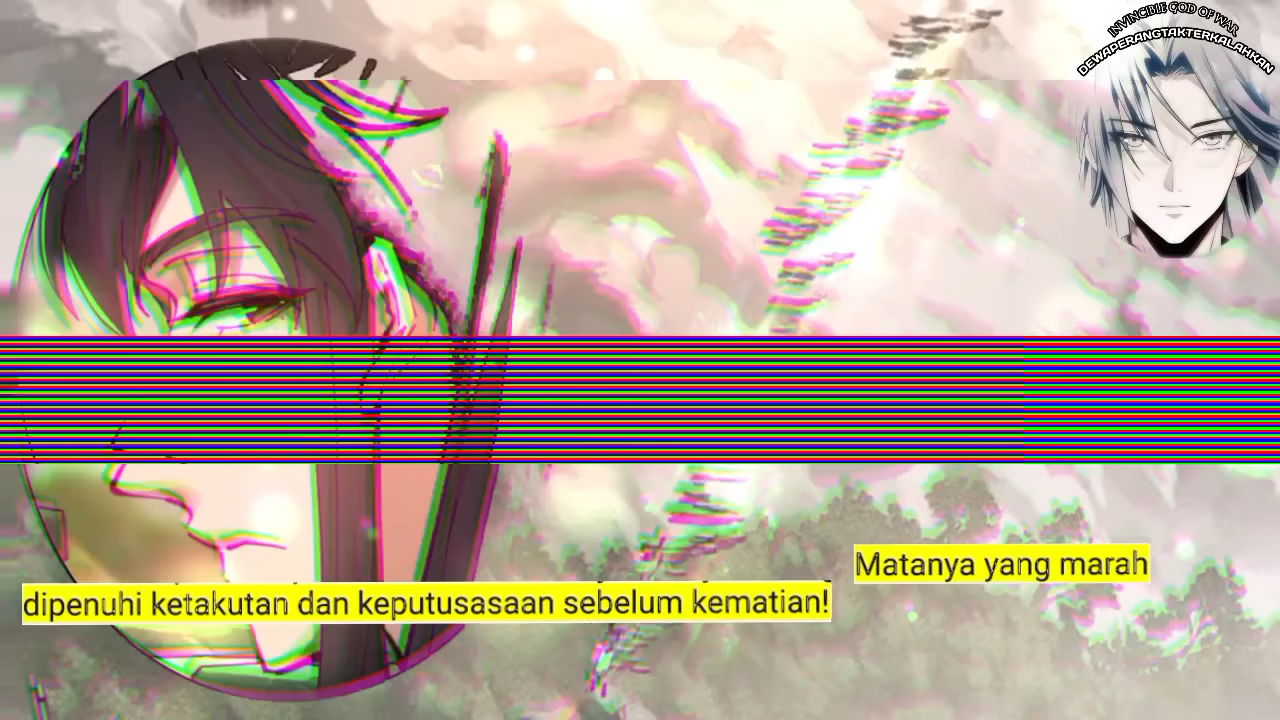 INVINCIBLE GOD OF WAR
DEWAPERANGTAKTERKALAHKAN
Matanya yang marah
dipenuhi ketakutan dan keputusasaan sebelum kematian!